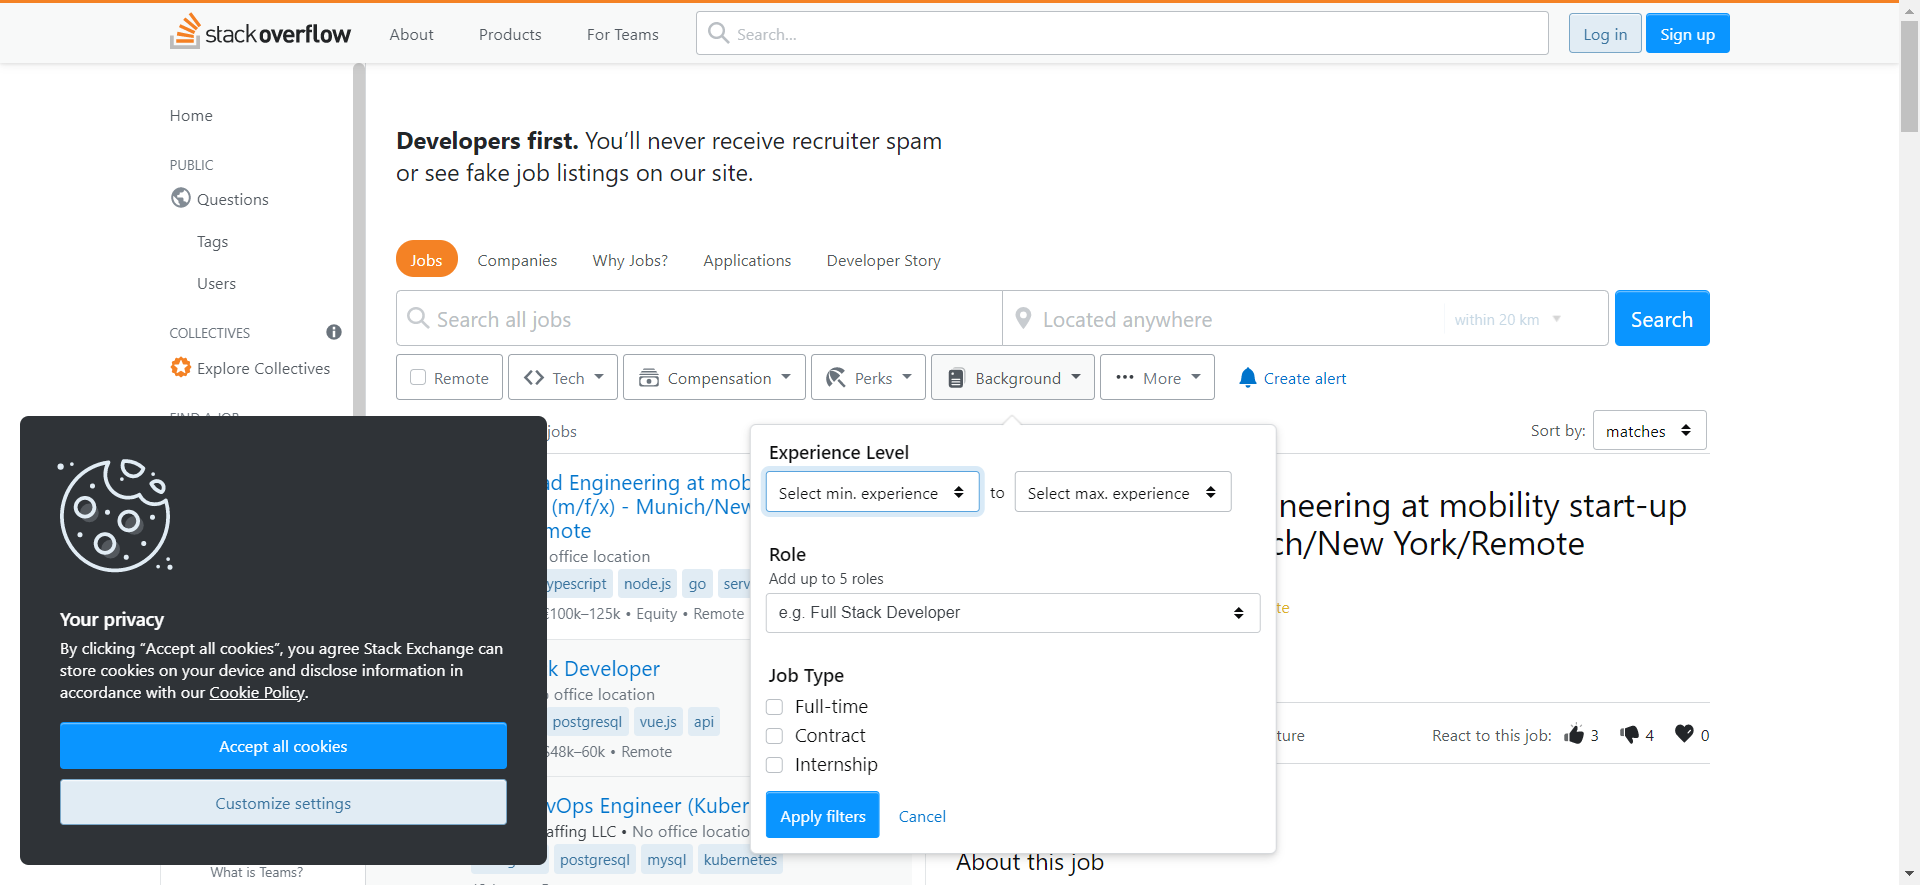 stack overflow
About
Products
For Teams
Search...
Log in
Sign up
Home
PUBLIC
Questions
Tags
Users
COLLECTIVES
Explore Collectives
FIND A JOB
Developers first. You’ll never receive recruiter spam
or see fake job listings on our site.
Jobs
Companies
Why Jobs?
Applications
Developer Story
Search all jobs
Located anywhere
within 20 km
Search
Remote
Tech
Compensation
Perks
Background
More
Create alert
jobs
Sort by:
matches
Engineering at mob
(m/f/x) - Munich/New
office location
node.js
go
100k–125k • Equity • Remote
Developer
office location
postgresql
vue.js
api
$48k–60k • Remote
Engineer (Kuber
LLC • No office locatio
postgresql
mysql
kubernetes
Experience Level
Select min. experience
to
Select max. experience
Role
Add up to 5 roles
e.g. Full Stack Developer
Job Type
Full-time
Contract
Internship
Apply filters
Cancel
neering at mobility start-up
ch/New York/Remote
React to this job:
3
4
0
About this job
Your privacy
By clicking “Accept all cookies”, you agree Stack Exchange can
store cookies on your device and disclose information in
accordance with our Cookie Policy.
Accept all cookies
Customize settings
What is Teams?